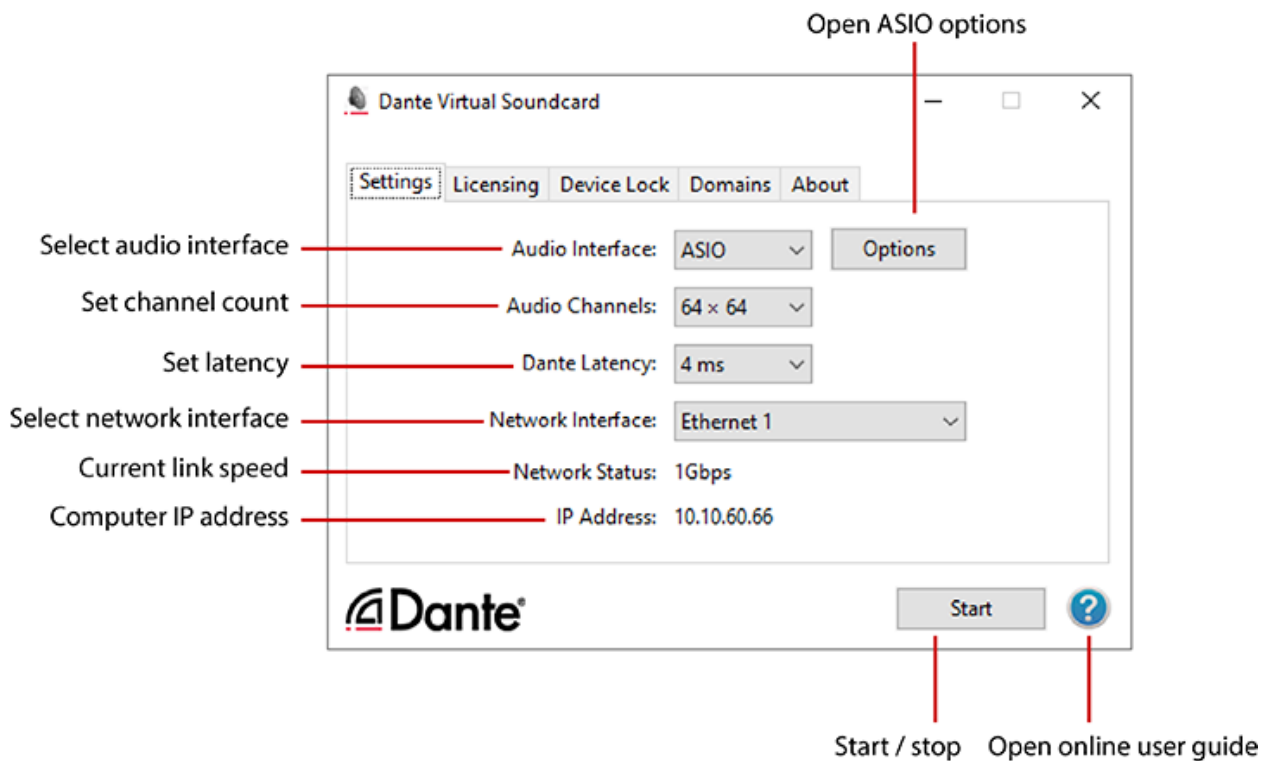 Open ASIO options
Dante Virtual Soundcard
Settings Licensing Device Lock Domains About
Select audio interface Audio Interface: ASIO Options
Set channel count Audio Channels: 64 × 64
Set latency Dante Latency: 4 ms
Select network interface Network Interface: Ethernet 1
Current link speed Network Status: 1Gbps
Computer IP address IP Address: 10.10.60.66
Dante® Start ?
Start / stop Open online user guide